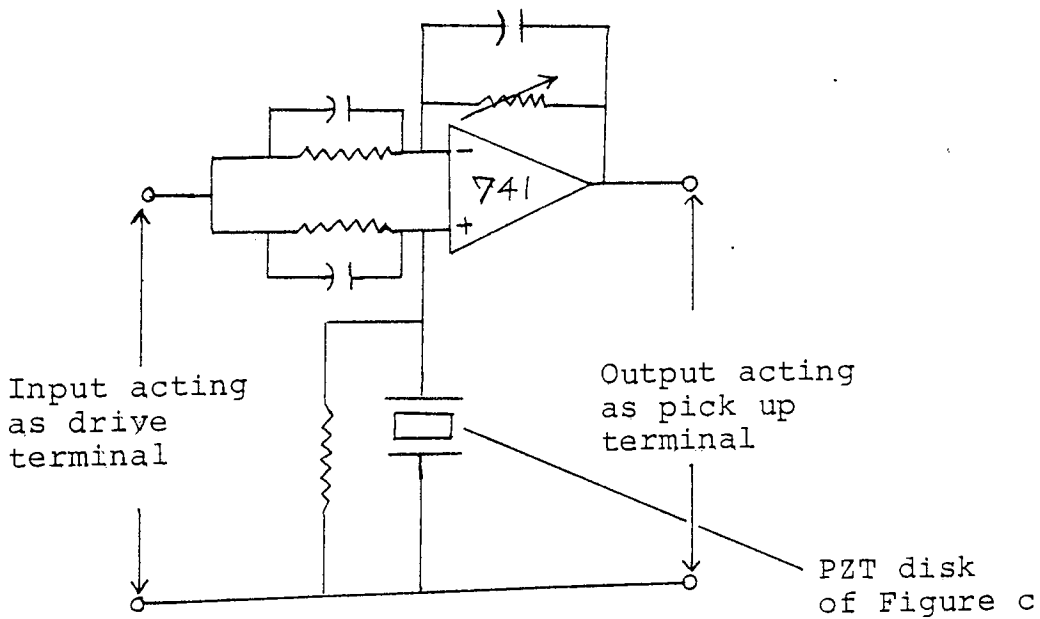 -
741
+
Input acting
as drive
terminal
Output acting
as pick up
terminal
PZT disk
of Figure c